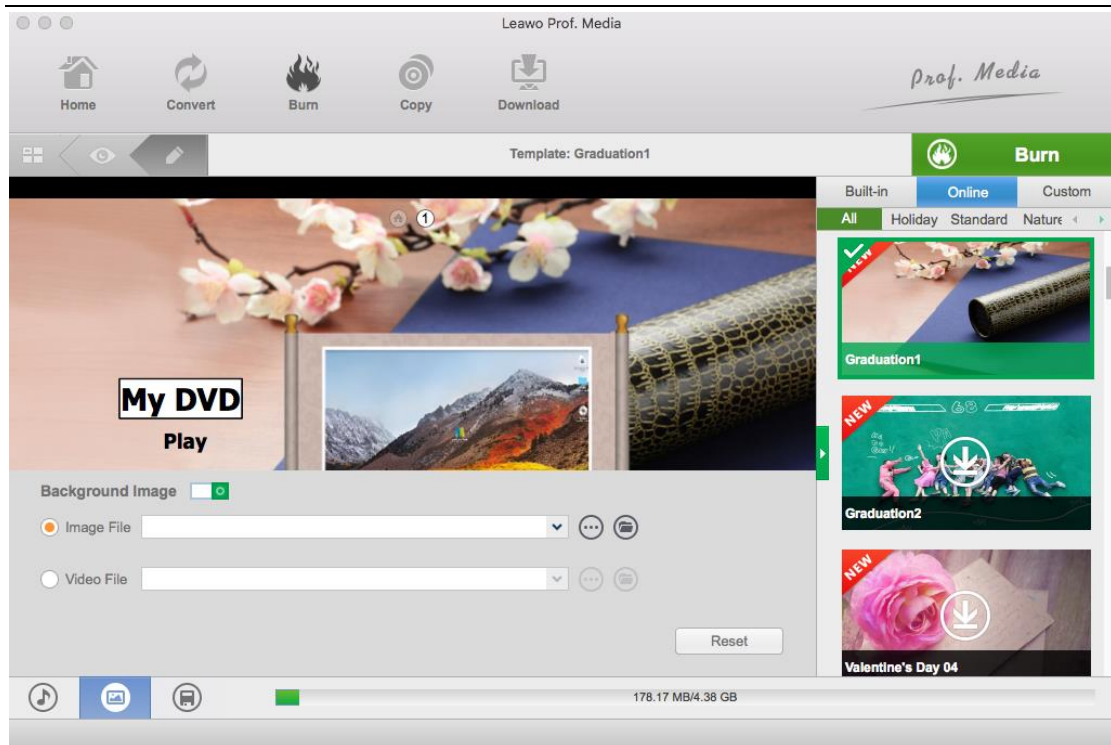 Leawo Prof. Media
Home Convert Burn Copy Download
Prof. Media
Template: Graduation1
Burn
Built-in Online Custom
All Holiday Standard Nature
1
My DVD
Play
NEW
Graduation1
NEW
68
Graduation2
NEW
Valentine's Day 04
Background Image
Image File
Video File
Reset
178.17 MB/4.38 GB